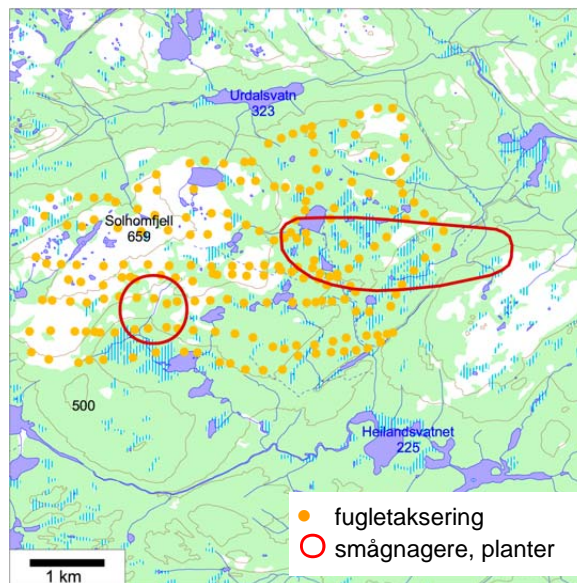 Urdalsvatn
323
Solhomfjell
659
500
Heilandsvatnet
225
fugletaksering
smågnagere, planter
1 km